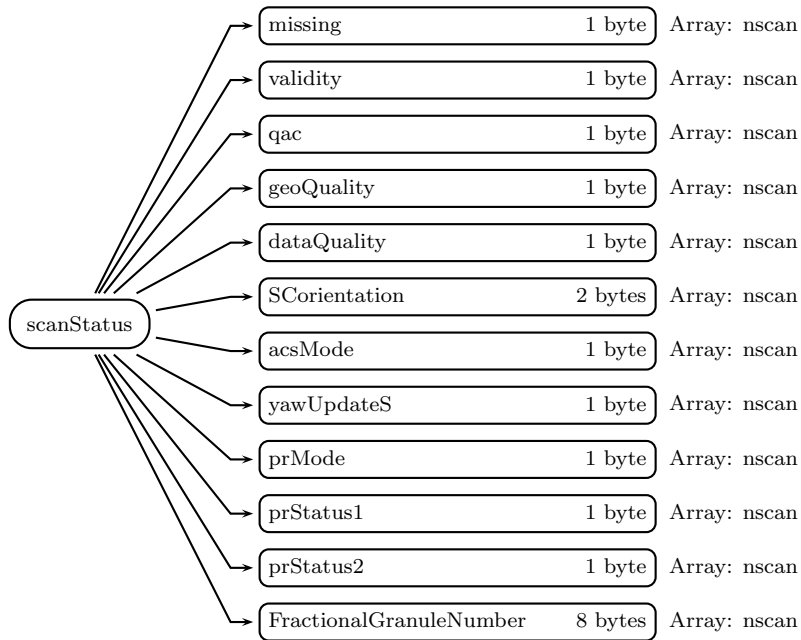 missing 1 byte Array: nscan
validity 1 byte Array: nscan
qac 1 byte Array: nscan
geoQuality 1 byte Array: nscan
dataQuality 1 byte Array: nscan
SCorientation 2 bytes Array: nscan
scanStatus
acsMode 1 byte Array: nscan
yawUpdateS 1 byte Array: nscan
prMode 1 byte Array: nscan
prStatus1 1 byte Array: nscan
prStatus2 1 byte Array: nscan
FractionalGranuleNumber 8 bytes Array: nscan